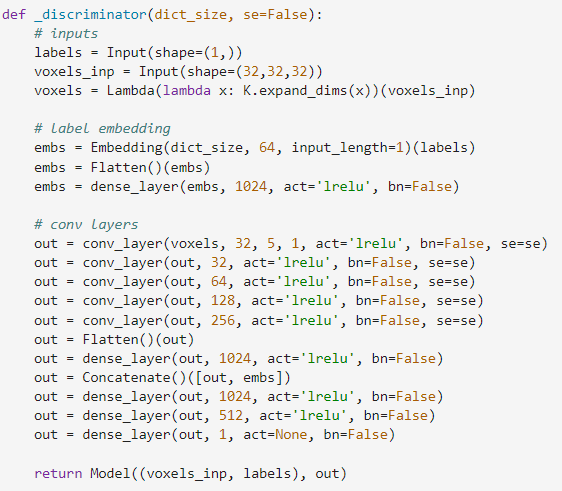 def _discriminator(dict_size, se=False):
    # inputs
    labels = Input(shape=(1,))
    voxels_inp = Input(shape=(32,32,32))
    voxels = Lambda(lambda x: K.expand_dims(x))(voxels_inp)

    # label embedding
    embs = Embedding(dict_size, 64, input_length=1)(labels)
    embs = Flatten()(embs)
    embs = dense_layer(embs, 1024, act='lrelu', bn=False)

    # conv layers
    out = conv_layer(voxels, 32, 5, 1, act='lrelu', bn=False, se=se)
    out = conv_layer(out, 32, act='lrelu', bn=False, se=se)
    out = conv_layer(out, 64, act='lrelu', bn=False, se=se)
    out = conv_layer(out, 128, act='lrelu', bn=False, se=se)
    out = conv_layer(out, 256, act='lrelu', bn=False, se=se)
    out = Flatten()(out)
    out = dense_layer(out, 1024, act='lrelu', bn=False)
    out = Concatenate()([out, embs])
    out = dense_layer(out, 1024, act='lrelu', bn=False)
    out = dense_layer(out, 512, act='lrelu', bn=False)
    out = dense_layer(out, 1, act=None, bn=False)

    return Model((voxels_inp, labels), out)